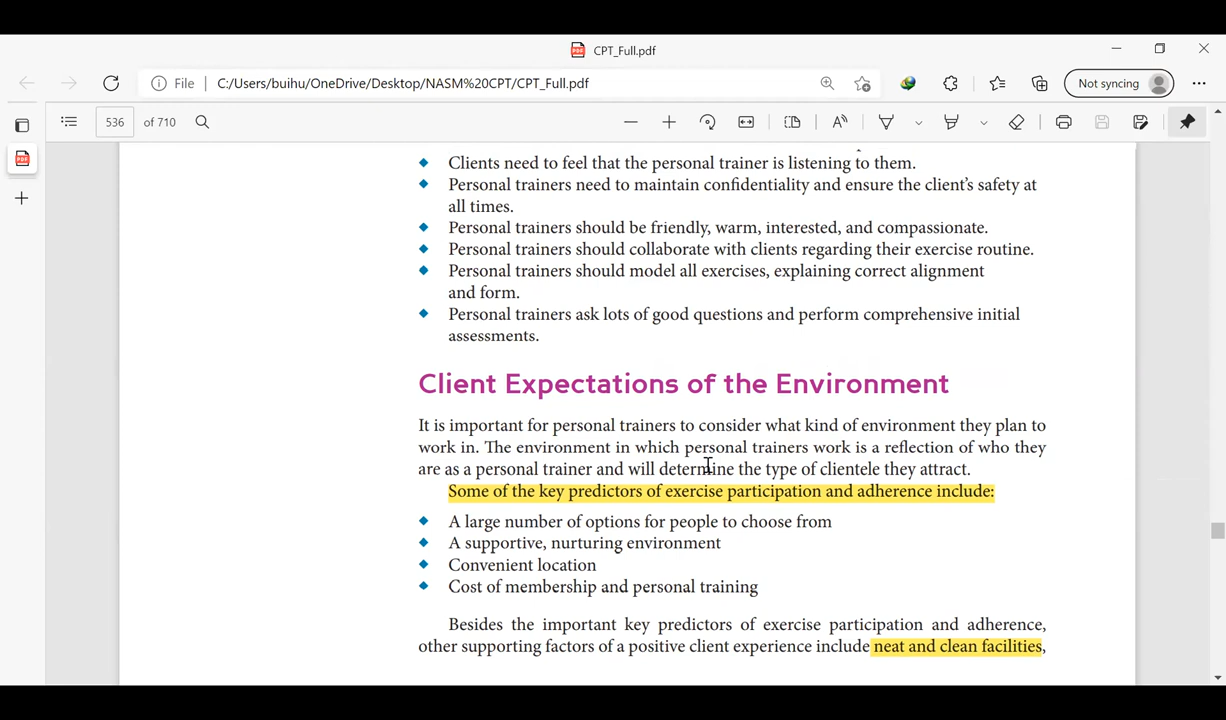 CPT_Full.pdf
File C:/Users/buihu/OneDrive/Desktop/NASM%20CPT/CPT_Full.pdf Not syncing
536 of 710
Clients need to feel that the personal trainer is listening to them.
Personal trainers need to maintain confidentiality and ensure the client’s safety at
all times.
Personal trainers should be friendly, warm, interested, and compassionate.
Personal trainers should collaborate with clients regarding their exercise routine.
Personal trainers should model all exercises, explaining correct alignment
and form.
Personal trainers ask lots of good questions and perform comprehensive initial
assessments.
Client Expectations of the Environment
It is important for personal trainers to consider what kind of environment they plan to
work in. The environment in which personal trainers work is a reflection of who they
are as a personal trainer and will determine the type of clientele they attract.
Some of the key predictors of exercise participation and adherence include:
A large number of options for people to choose from
A supportive, nurturing environment
Convenient location
Cost of membership and personal training
Besides the important key predictors of exercise participation and adherence,
other supporting factors of a positive client experience include neat and clean facilities,